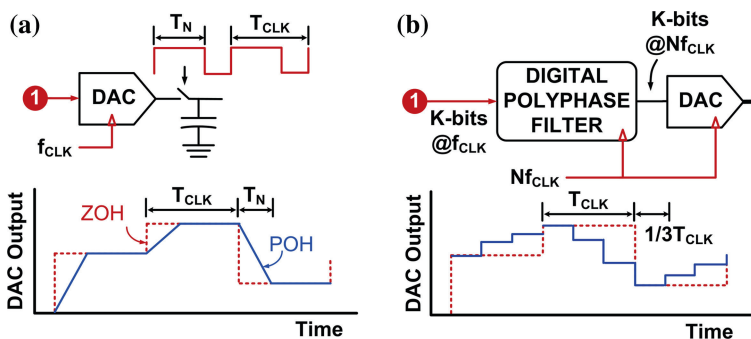 (a)
T_N
T_CLK
1
DAC
f_CLK
T_CLK
T_N
ZOH
POH
DAC Output
Time
(b)
K-bits
@Nf_CLK
DIGITAL
POLYPHASE
FILTER
DAC
1
K-bits
@f_CLK
Nf_CLK
T_CLK
1/3T_CLK
DAC Output
Time